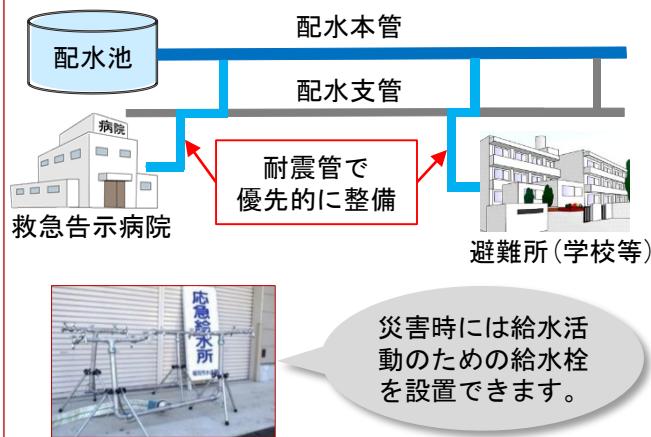 配水本管
配水池
配水支管
病院
耐震管で
優先的に整備
救急告示病院
避難所（学校等）
応急給水所
災害時には給水活
動のための給水栓
を設置できます。